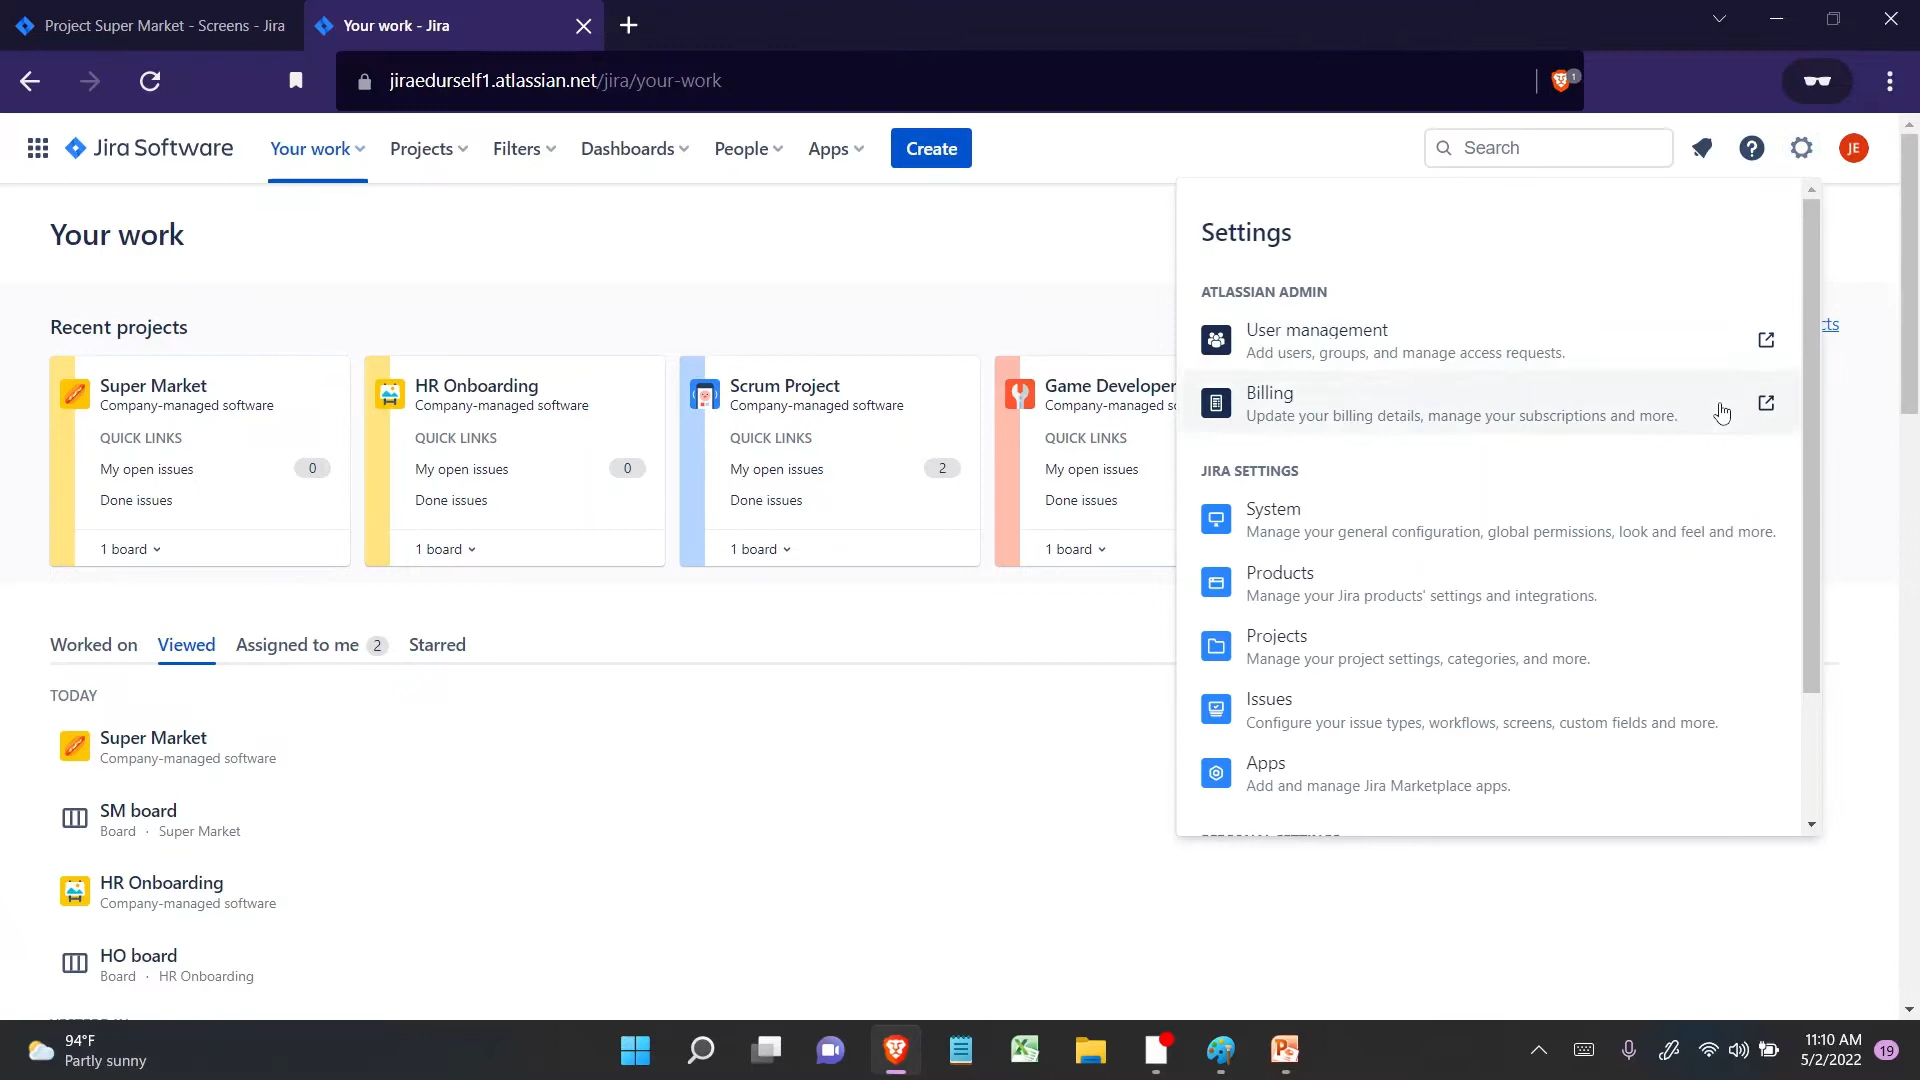 Project Super Market - Screens - Jira
Your work - Jira
jiraedurself1.atlassian.net/jira/your-work
1
Jira Software
Your work
Projects
Filters
Dashboards
People
Apps
Create
Search
JE
Your work
Recent projects
cts
Super Market
Company-managed software
QUICK LINKS
My open issues 0
Done issues
1 board
HR Onboarding
Company-managed software
QUICK LINKS
My open issues 0
Done issues
1 board
Scrum Project
Company-managed software
QUICK LINKS
My open issues 2
Done issues
1 board
Game Developer
Company-managed s
QUICK LINKS
My open issues
Done issues
1 board
Settings
ATLASSIAN ADMIN
User management
Add users, groups, and manage access requests.
Billing
Update your billing details, manage your subscriptions and more.
JIRA SETTINGS
System
Manage your general configuration, global permissions, look and feel and more.
Products
Manage your Jira products' settings and integrations.
Projects
Manage your project settings, categories, and more.
Issues
Configure your issue types, workflows, screens, custom fields and more.
Apps
Add and manage Jira Marketplace apps.
Worked on
Viewed
Assigned to me 2
Starred
TODAY
Super Market
Company-managed software
SM board
Board · Super Market
HR Onboarding
Company-managed software
HO board
Board · HR Onboarding
94°F
Partly sunny
11:10 AM
5/2/2022
19